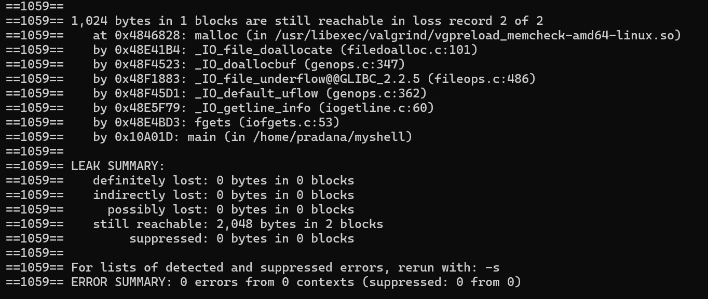 ==1059==
==1059== 1,024 bytes in 1 blocks are still reachable in loss record 2 of 2
==1059==    at 0x4846828: malloc (in /usr/libexec/valgrind/vgpreload_memcheck-amd64-linux.so)
==1059==    by 0x48E41B4: _IO_file_doallocate (filedoalloc.c:101)
==1059==    by 0x48F4523: _IO_doallocbuf (genops.c:347)
==1059==    by 0x48F1883: _IO_file_underflow@@GLIBC_2.2.5 (fileops.c:486)
==1059==    by 0x48F45D1: _IO_default_uflow (genops.c:362)
==1059==    by 0x48E5F79: _IO_getline_info (iogetline.c:60)
==1059==    by 0x48E4BD3: fgets (iofgets.c:53)
==1059==    by 0x10A01D: main (in /home/pradana/myshell)
==1059==
==1059== LEAK SUMMARY:
==1059==    definitely lost: 0 bytes in 0 blocks
==1059==    indirectly lost: 0 bytes in 0 blocks
==1059==      possibly lost: 0 bytes in 0 blocks
==1059==    still reachable: 2,048 bytes in 2 blocks
==1059==         suppressed: 0 bytes in 0 blocks
==1059==
==1059== For lists of detected and suppressed errors, rerun with: -s
==1059== ERROR SUMMARY: 0 errors from 0 contexts (suppressed: 0 from 0)